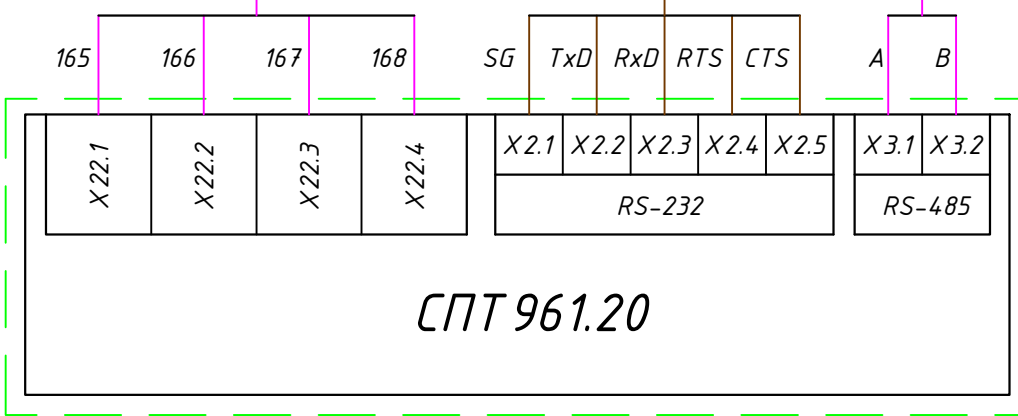 165 166 167 168 SG TxD RxD RTS CTS A B
X22.1 X22.2 X22.3 X22.4 X2.1 X2.2 X2.3 X2.4 X2.5 X3.1 X3.2
RS-232 RS-485
СПТ 961.20